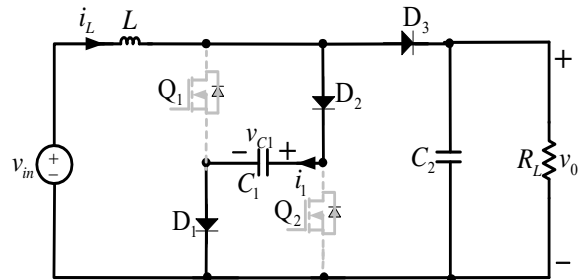 i_L L D_3
+
Q_1 D_2
v_in + − − v_C1 + C_2 R_L v_0
C_1 i_1
D_1 Q_2
−